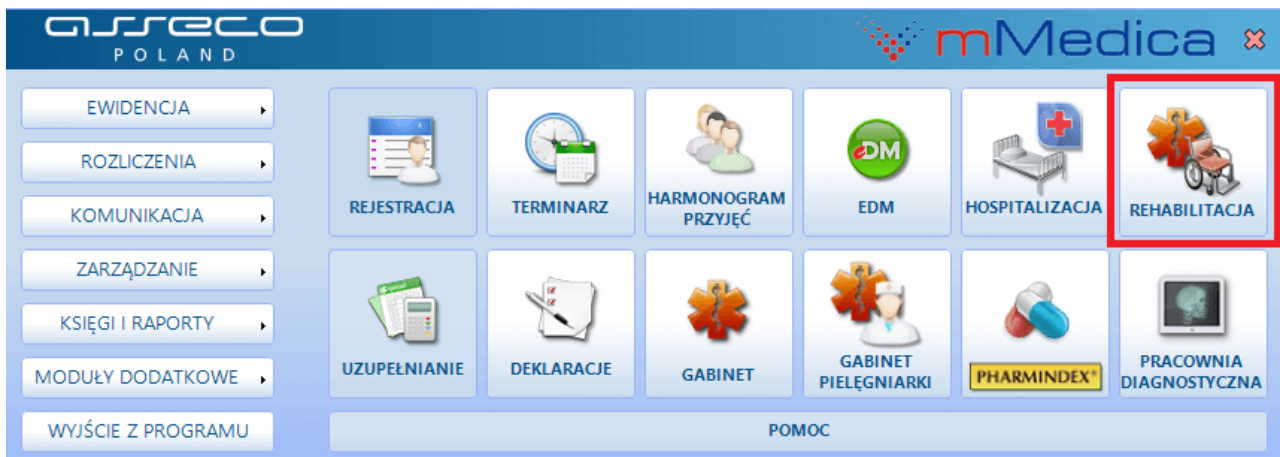 asseco
POLAND
mMedica
EWIDENCJA
ROZLICZENIA
KOMUNIKACJA
ZARZĄDZANIE
KSIĘGI I RAPORTY
MODUŁY DODATKOWE
WYJŚCIE Z PROGRAMU
REJESTRACJA
TERMINARZ
HARMONOGRAM
PRZYJĘĆ
eDM
EDM
HOSPITALIZACJA
REHABILITACJA
UZUPEŁNIANIE
DEKLARACJE
GABINET
GABINET
PIELĘGNIARKI
PHARMINDEX®
PRACOWNIA
DIAGNOSTYCZNA
POMOC